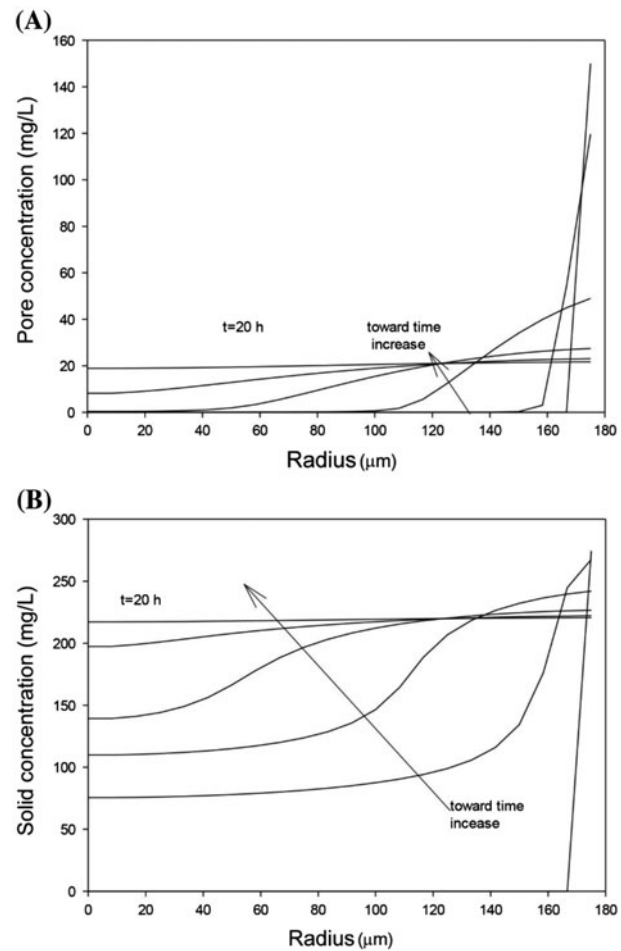 (A)
160
140
120
100
80
60
40
20
0
Pore concentration (mg/L)
t=20 h
toward time
increase
0 20 40 60 80 100 120 140 160 180
Radius (μm)
(B)
300
250
200
150
100
50
0
Solid concentration (mg/L)
t=20 h
toward time
incease
0 20 40 60 80 100 120 140 160 180
Radius (μm)